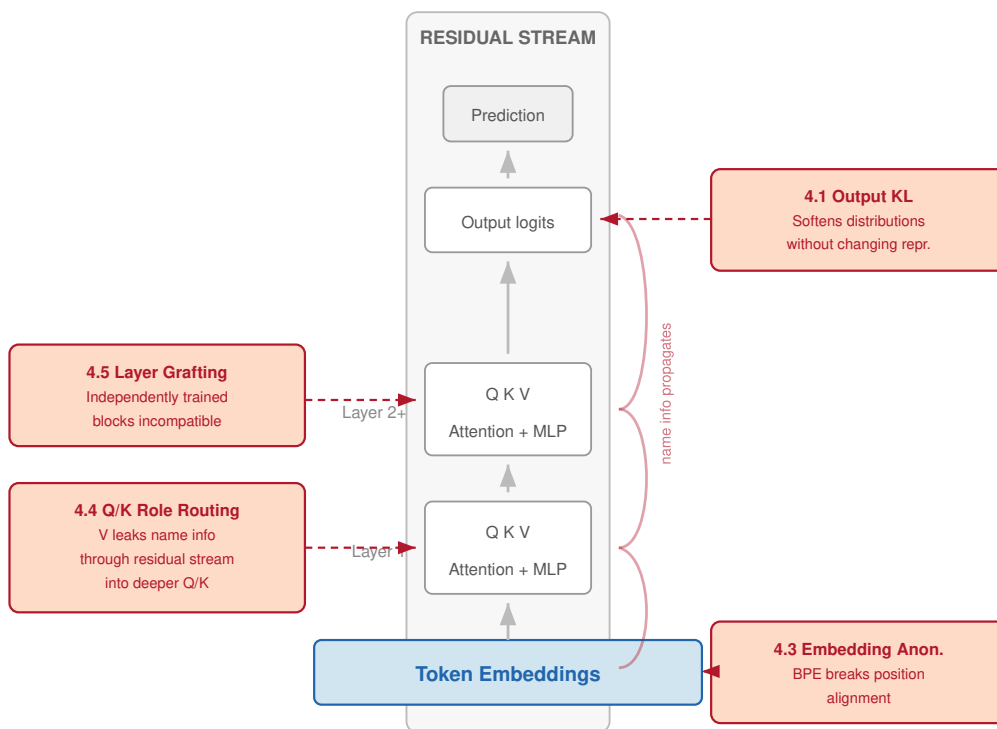 RESIDUAL STREAM
Prediction
Output logits
4.1 Output KL
Softens distributions
without changing repr.
name info propagates
4.5 Layer Grafting
Independently trained
blocks incompatible
Layer 2+
Q K V
Attention + MLP
4.4 Q/K Role Routing
V leaks name info
through residual stream
into deeper Q/K
Layer 1
Q K V
Attention + MLP
Token Embeddings
4.3 Embedding Anon.
BPE breaks position
alignment